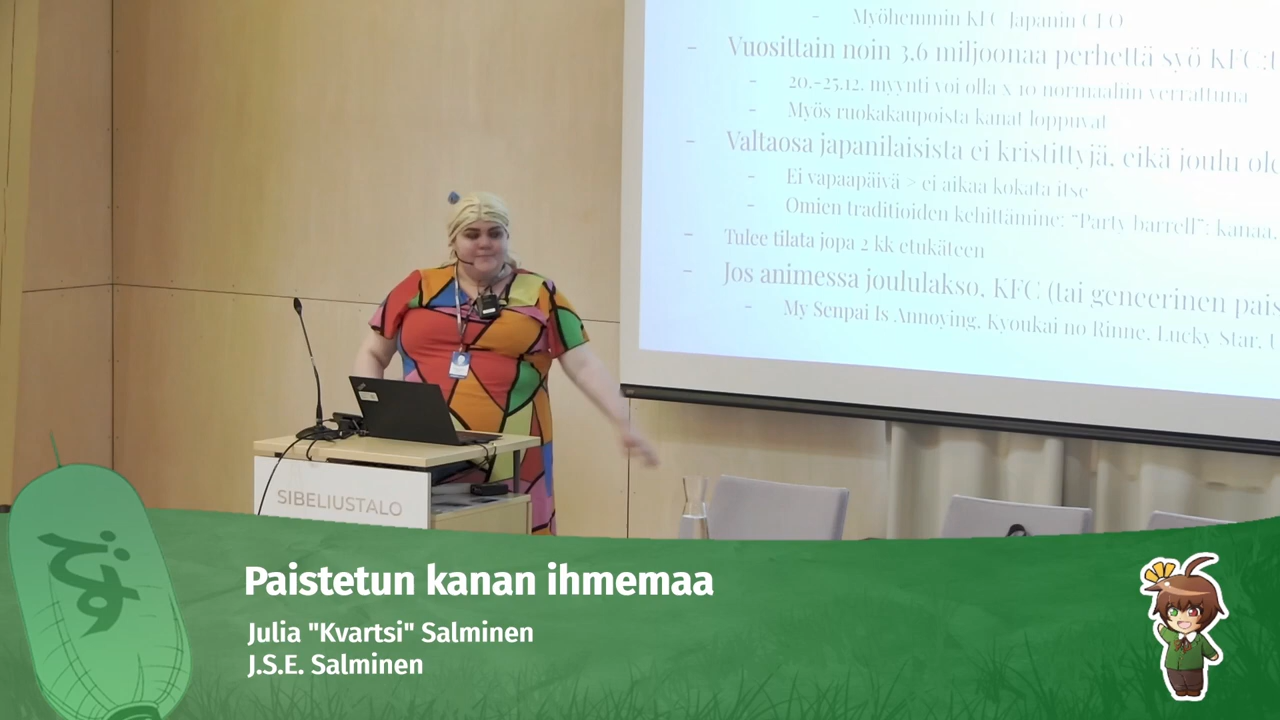 Myöhemmin KFC Japanin CEO
Vuosittain noin 3.6 miljoonaa perhettä syö KFC:t
20.-25.12. myynti voi olla x 10 normaaliin verrattuna
Myös ruokakaupoista kanat loppuvat
Valtaosa japanilaisista ei kristittyjä, eikä joulu ole
Ei vapaapäivä > ei aikaa kokata itse
Omien traditioiden kehittäminen: “Party barrell”: kanaa,
Tulee tilata jopa 2 kk etukäteen
Jos animessa joululakso, KFC (tai geneerinen pais
My Senpai Is Annoying, Kyoukai no Rinne, Lucky Star, U
SIBELIUSTALO
Paistetun kanan ihmemaa
Julia "Kvartsi" Salminen
J.S.E. Salminen